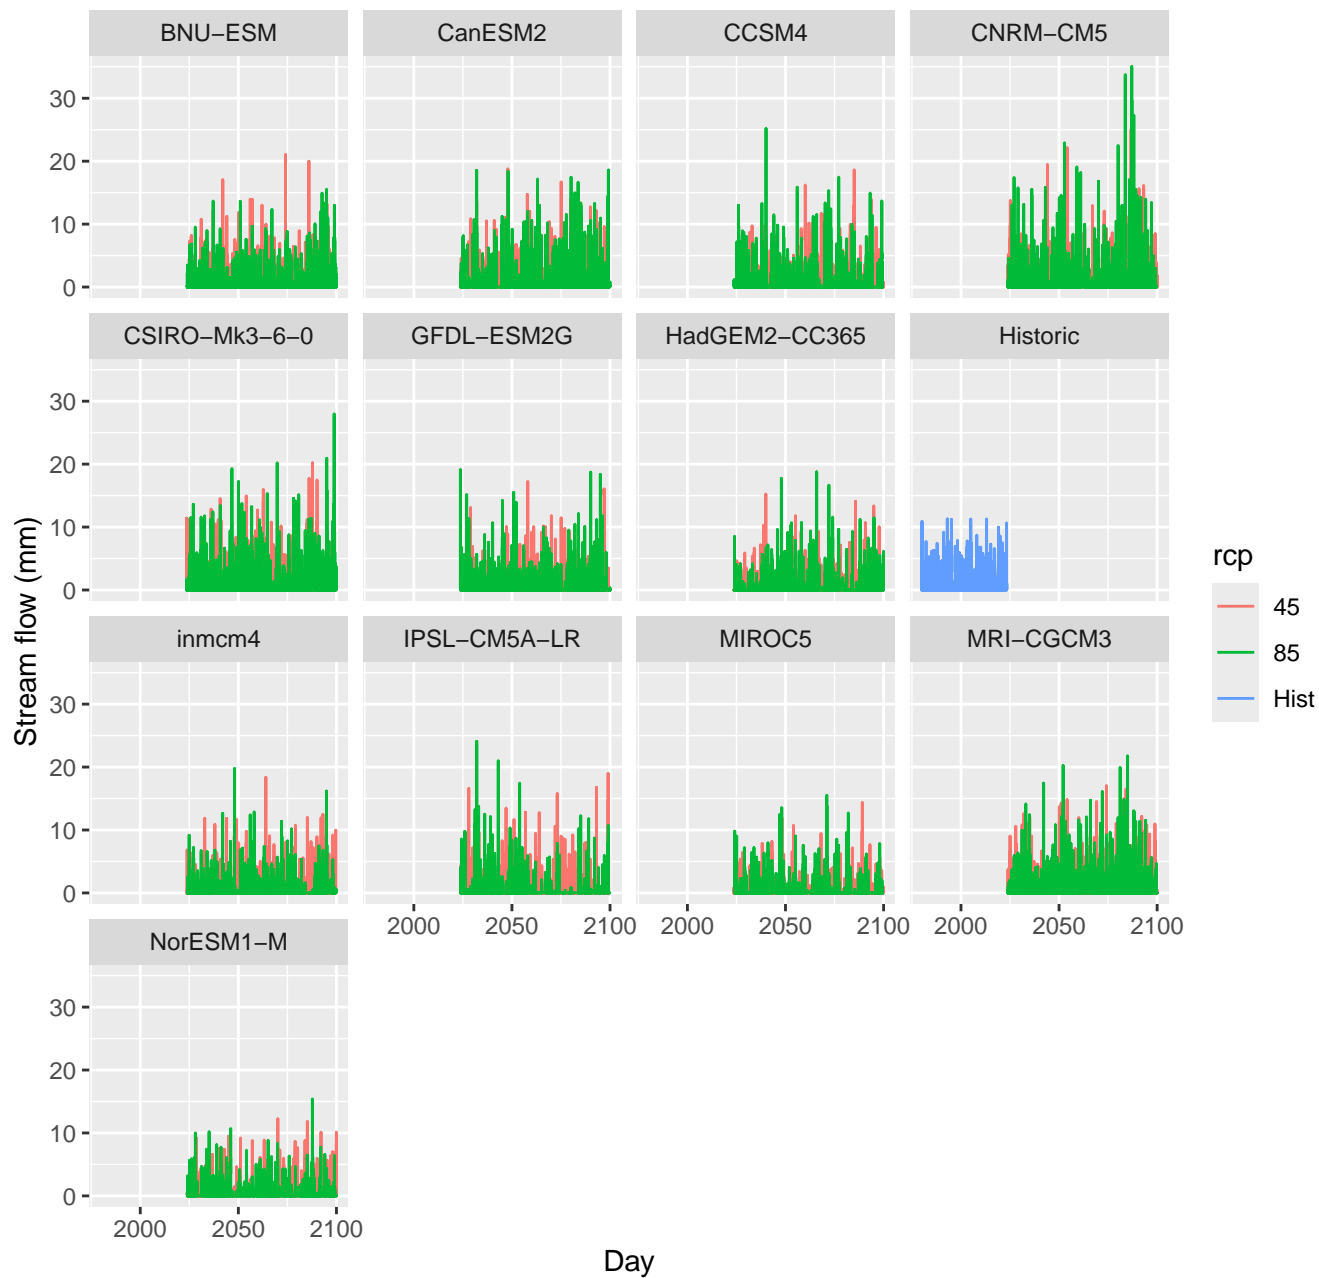 BNU−ESM CanESM2 CCSM4 CNRM−CM5
30
20
10
0
CSIRO−Mk3−6−0 GFDL−ESM2G HadGEM2−CC365 Historic
30
20
10
0
inmcm4 IPSL−CM5A−LR MIROC5 MRI−CGCM3
30
20
10
0
2000 2050 2100 2000 2050 2100 2000 2050 2100
NorESM1−M
30
20
10
0
2000 2050 2100
Day
Stream flow (mm)
rcp
45
85
Hist